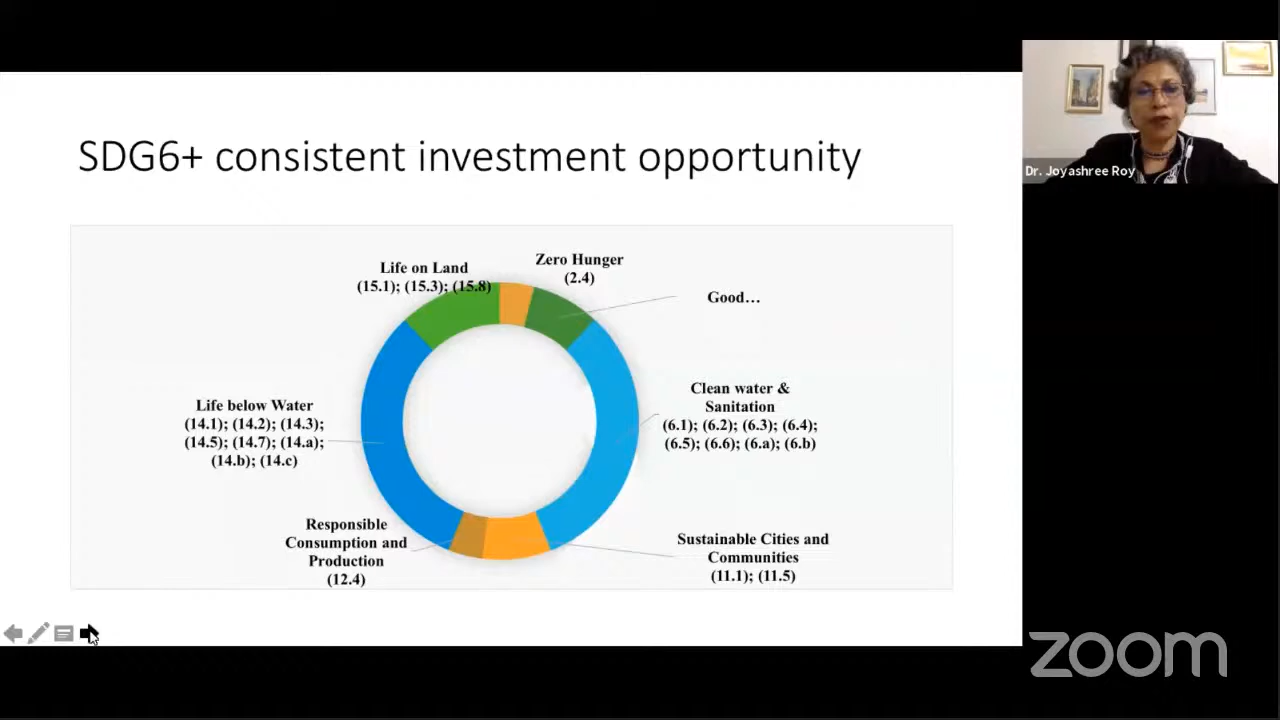 SDG6+ consistent investment opportunity
Life on Land
(15.1); (15.3); (15.8)
Zero Hunger
(2.4)
Good…
Clean water &
Sanitation
(6.1); (6.2); (6.3); (6.4);
(6.5); (6.6); (6.a); (6.b)
Life below Water
(14.1); (14.2); (14.3);
(14.5); (14.7); (14.a);
(14.b); (14.c)
Responsible
Consumption and
Production
(12.4)
Sustainable Cities and
Communities
(11.1); (11.5)
Dr. Joyashree Roy
zoom